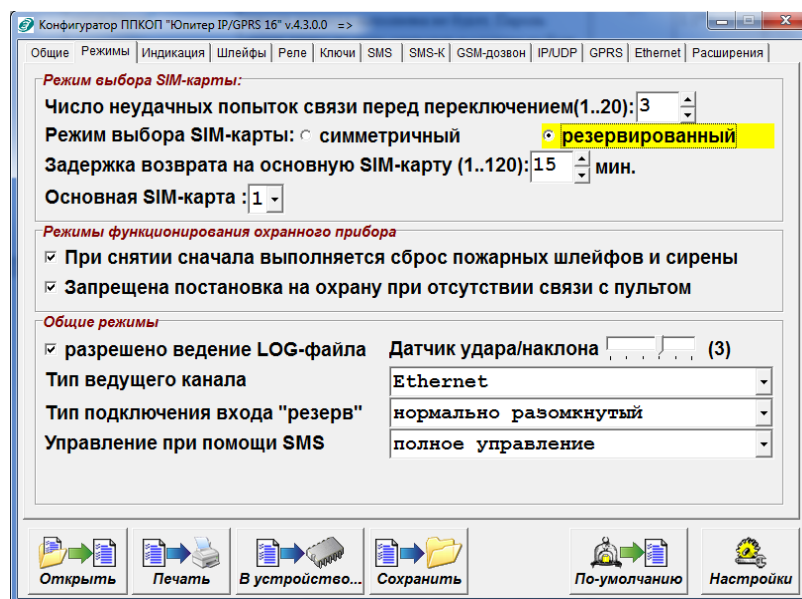 Конфигуратор ППКОП "Юпитер IP/GPRS 16" v.4.3.0.0 =>
Общие Режимы Индикация Шлейфы Реле Ключи SMS SMS-K GSM-дозвон IP/UDP GPRS Ethernet Расширения
Режим выбора SIM-карты:
Число неудачных попыток связи перед переключением(1..20): 3
Режим выбора SIM-карты: симметричный резервированный
Задержка возврата на основную SIM-карту (1..120): 15 мин.
Основная SIM-карта : 1
Режимы функционирования охранного прибора
При снятии сначала выполняется сброс пожарных шлейфов и сирены
Запрещена постановка на охрану при отсутствии связи с пультом
Общие режимы
разрешено ведение LOG-файла Датчик удара/наклона (3)
Тип ведущего канала Ethernet
Тип подключения входа "резерв" нормально разомкнутый
Управление при помощи SMS полное управление
Открыть Печать В устройство... Сохранить По-умолчанию Настройки